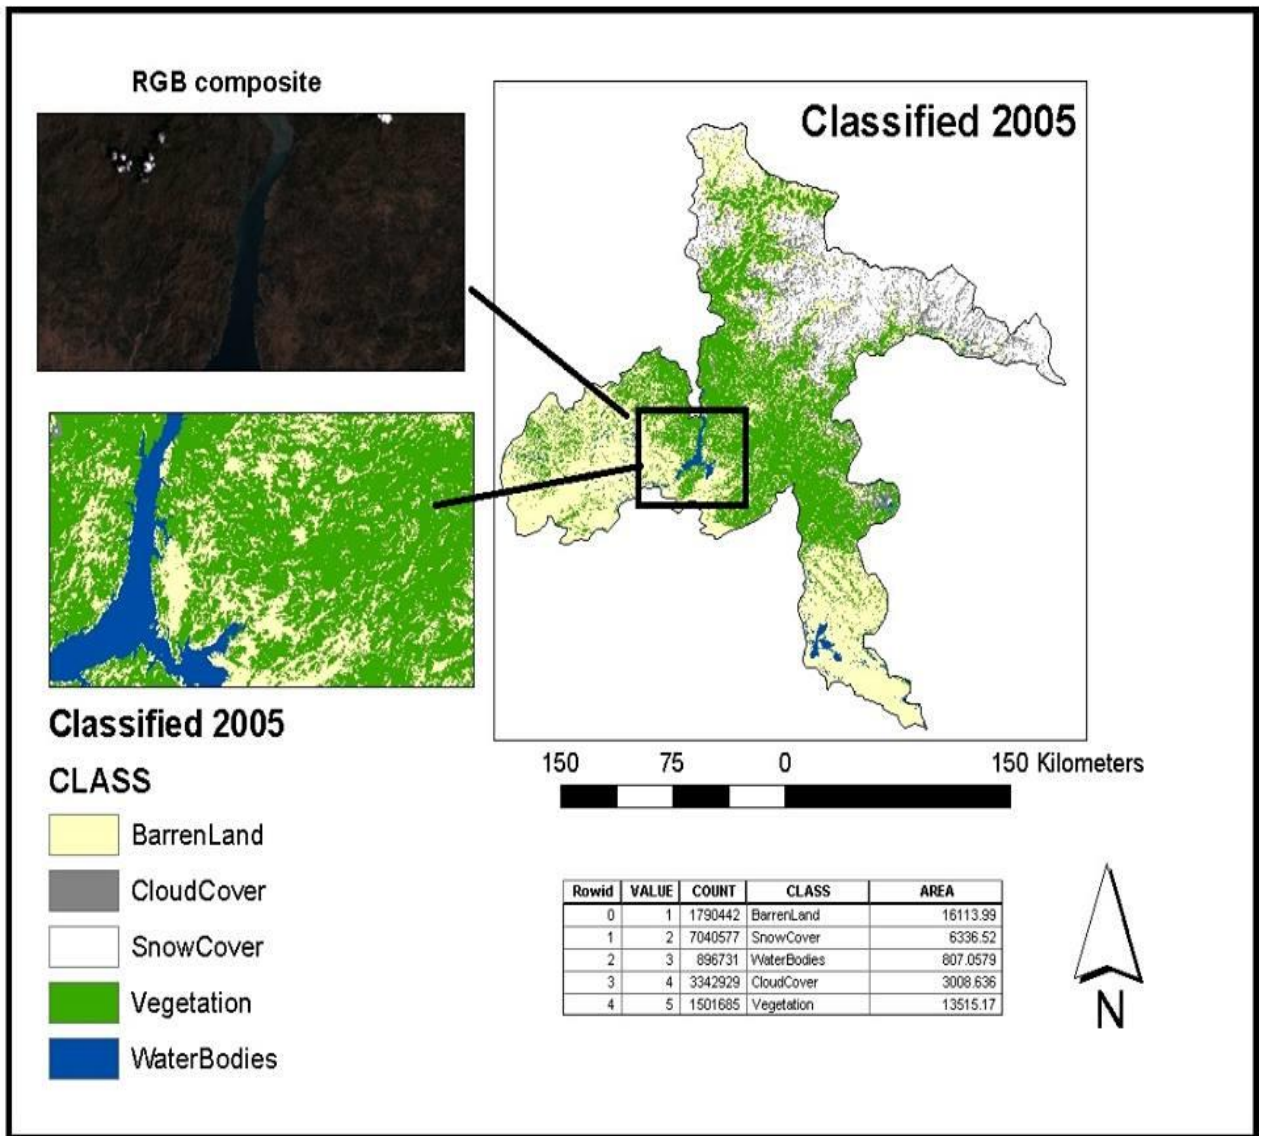 RGB composite
Classified 2005
Classified 2005
CLASS
BarrenLand
CloudCover
SnowCover
Vegetation
WaterBodies
150 75 0 150 Kilometers
Rowid VALUE COUNT CLASS AREA
0 1 1790442 BarrenLand 16113.99
1 2 7040577 SnowCover 6336.52
2 3 896731 WaterBodies 807.0579
3 4 3342929 CloudCover 3008.636
4 5 1501685 Vegetation 13515.17
N